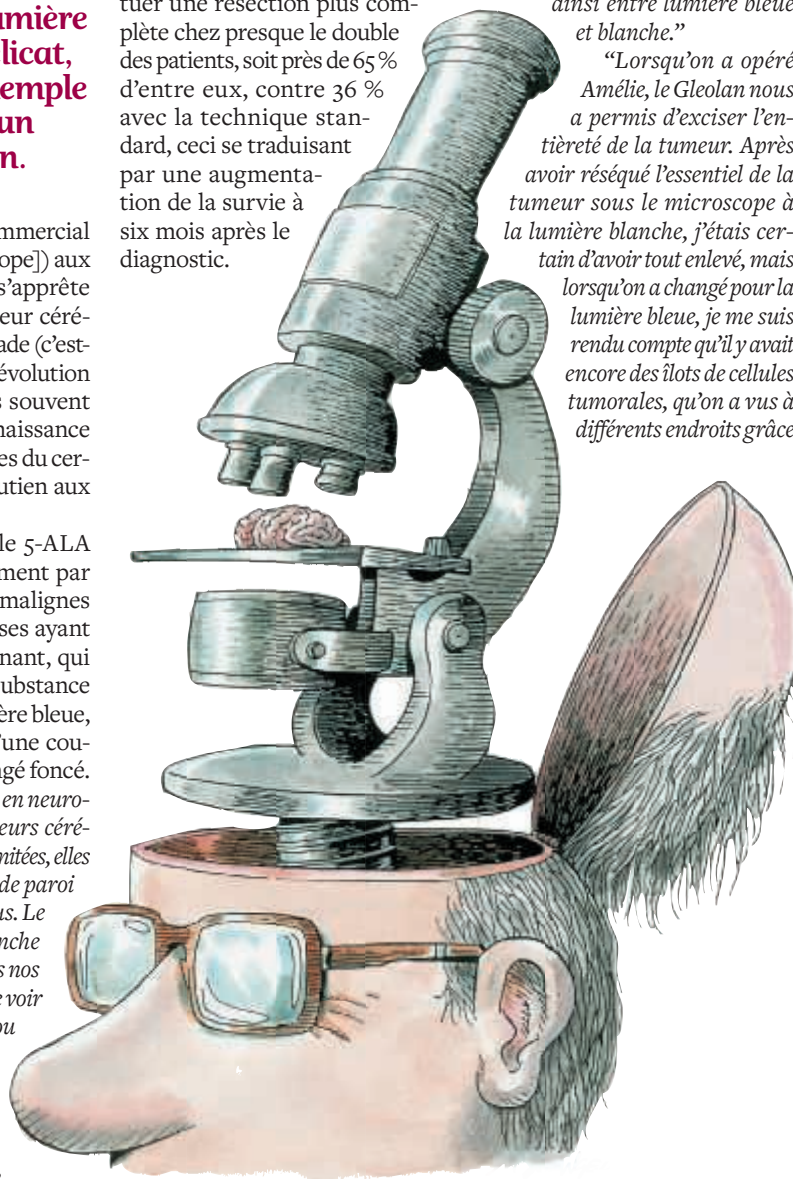 umière
licat,
emple
un
n.
mmercial
ope]) aux
s’apprête
eur céré-
ade (c’est-
évolution
s souvent
naissance
es du cer-
utien aux
le 5-ALA
ment par
malignes
ses ayant
nant, qui
ubstance
ère bleue,
’une cou-
gé foncé.
en neuro-
eurs céré-
mitées, elles
de paroi
us. Le
nche
s nos
e voir
ou
tuer une résection plus com-
plète chez presque le double
des patients, soit près de 65 %
d’entre eux, contre 36 %
avec la technique stan-
dard, ceci se traduisant
par une augmenta-
tion de la survie à
six mois après le
diagnostic.
ainsi entre lumière bleue
et blanche.”
“Lorsqu’on a opéré
Amélie, le Gleolan nous
a permis d’exciser l’en-
tièreté de la tumeur. Après
avoir réséqué l’essentiel de la
tumeur sous le microscope à
la lumière blanche, j’étais cer-
tain d’avoir tout enlevé, mais
lorsqu’on a changé pour la
lumière bleue, je me suis
rendu compte qu’il y avait
encore des îlots de cellules
tumorales, qu’on a vus à
différents endroits grâce